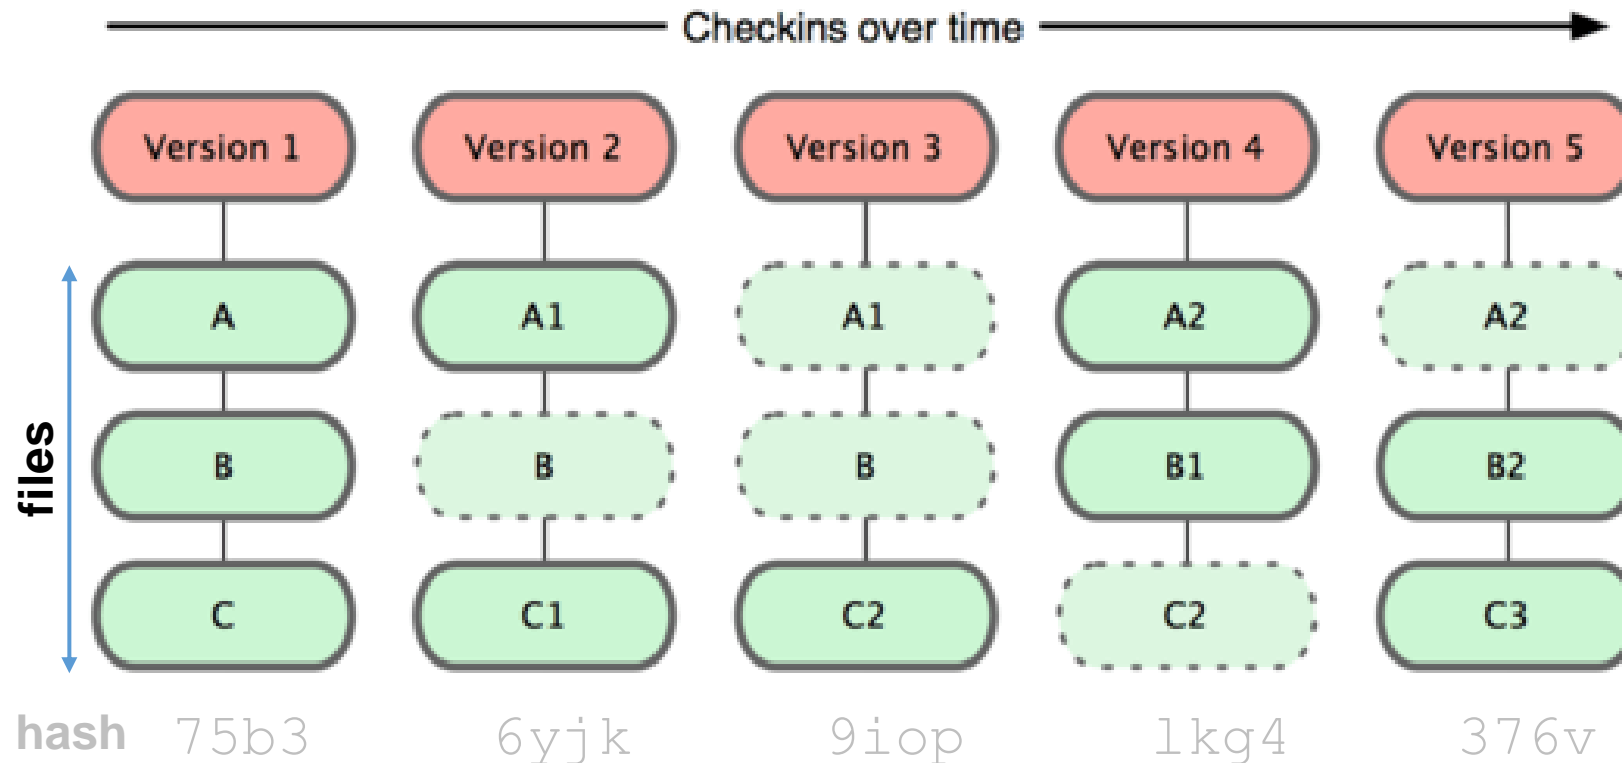 Checkins over time
Version 1 Version 2 Version 3 Version 4 Version 5
A A1 A1 A2 A2
files
B B B B1 B2
C C1 C2 C2 C3
hash 75b3 6yjk 9iop 1kg4 376v